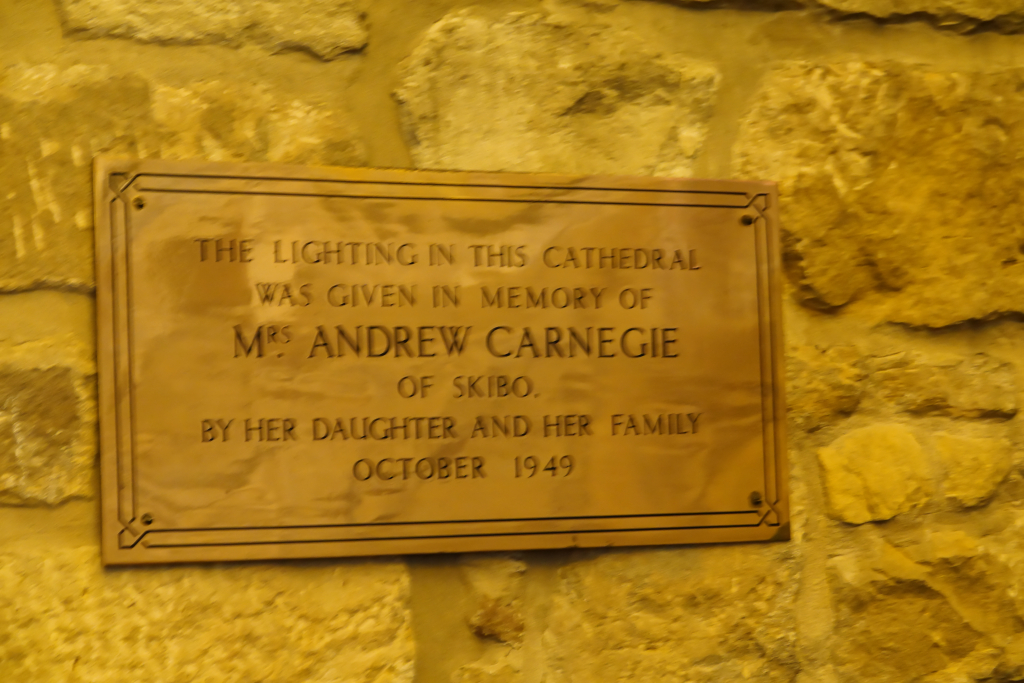 THE LIGHTING IN THIS CATHEDRAL
WAS GIVEN IN MEMORY OF
MRS. ANDREW CARNEGIE
OF SKIBO.
BY HER DAUGHTER AND HER FAMILY
OCTOBER 1949